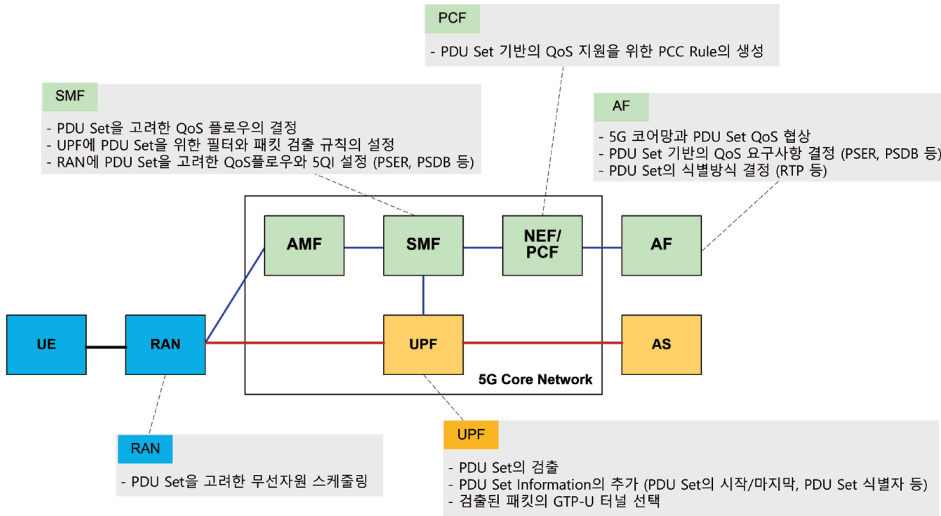 PCF
- PDU Set 기반의 QoS 지원을 위한 PCC Rule의 생성
SMF
- PDU Set을 고려한 QoS 플로우의 결정
- UPF에 PDU Set을 위한 필터와 패킷 검출 규칙의 설정
- RAN에 PDU Set을 고려한 QoS플로우와 5QI 설정 (PSER, PSDB 등)
AF
- 5G 코어망과 PDU Set QoS 협상
- PDU Set 기반의 QoS 요구사항 결정 (PSER, PSDB 등)
- PDU Set의 식별방식 결정 (RTP 등)
AMF
SMF
NEF/
PCF
AF
UE
RAN
UPF
AS
5G Core Network
RAN
- PDU Set을 고려한 무선자원 스케줄링
UPF
- PDU Set의 검출
- PDU Set Information의 추가 (PDU Set의 시작/마지막, PDU Set 식별자 등)
- 검출된 패킷의 GTP-U 터널 선택